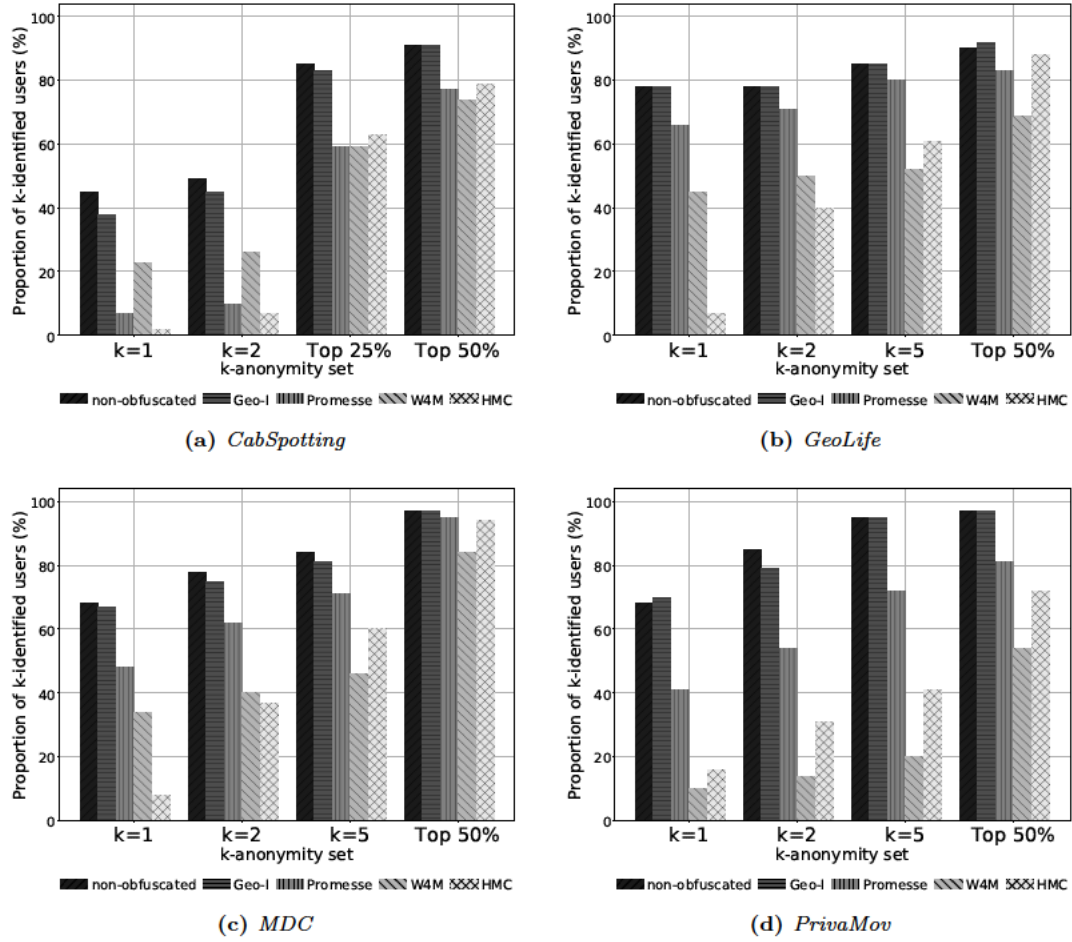 100
80
60
40
20
0
Proportion of k-identified users (%)
k=1 k=2 Top 25% Top 50%
k-anonymity set
non-obfuscated Geo-I Promesse W4M HMC
(a) CabSpotting
100
80
60
40
20
0
Proportion of k-identified users (%)
k=1 k=2 k=5 Top 50%
k-anonymity set
non-obfuscated Geo-I Promesse W4M HMC
(b) GeoLife
100
80
60
40
20
0
Proportion of k-identified users (%)
k=1 k=2 k=5 Top 50%
k-anonymity set
non-obfuscated Geo-I Promesse W4M HMC
(c) MDC
100
80
60
40
20
0
Proportion of k-identified users (%)
k=1 k=2 k=5 Top 50%
k-anonymity set
non-obfuscated Geo-I Promesse W4M HMC
(d) PrivaMov